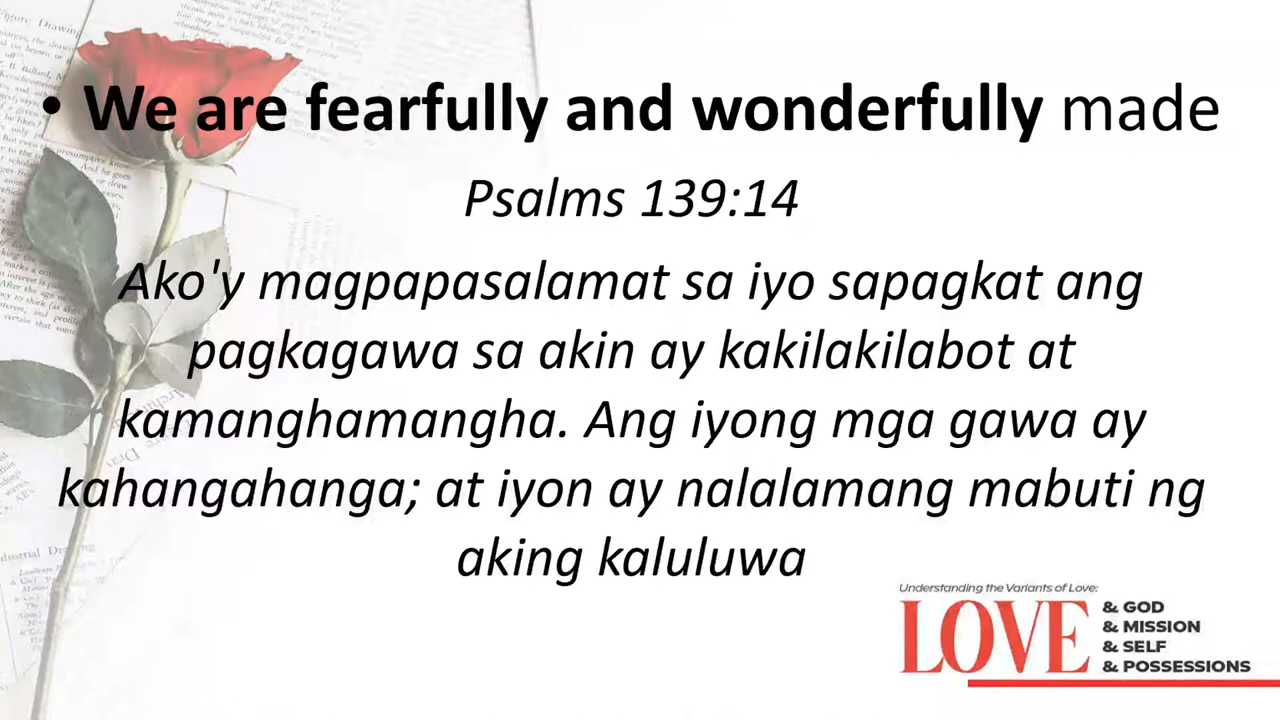 • We are fearfully and wonderfully made
Psalms 139:14
Ako'y magpapasalamat sa iyo sapagkat ang
pagkagawa sa akin ay kakilakilabot at
kamanghamangha. Ang iyong mga gawa ay
kahangahanga; at iyon ay nalalamang mabuti ng
aking kaluluwa
Understanding the Variants of Love:
LOVE
& GOD
& MISSION
& SELF
& POSSESSIONS